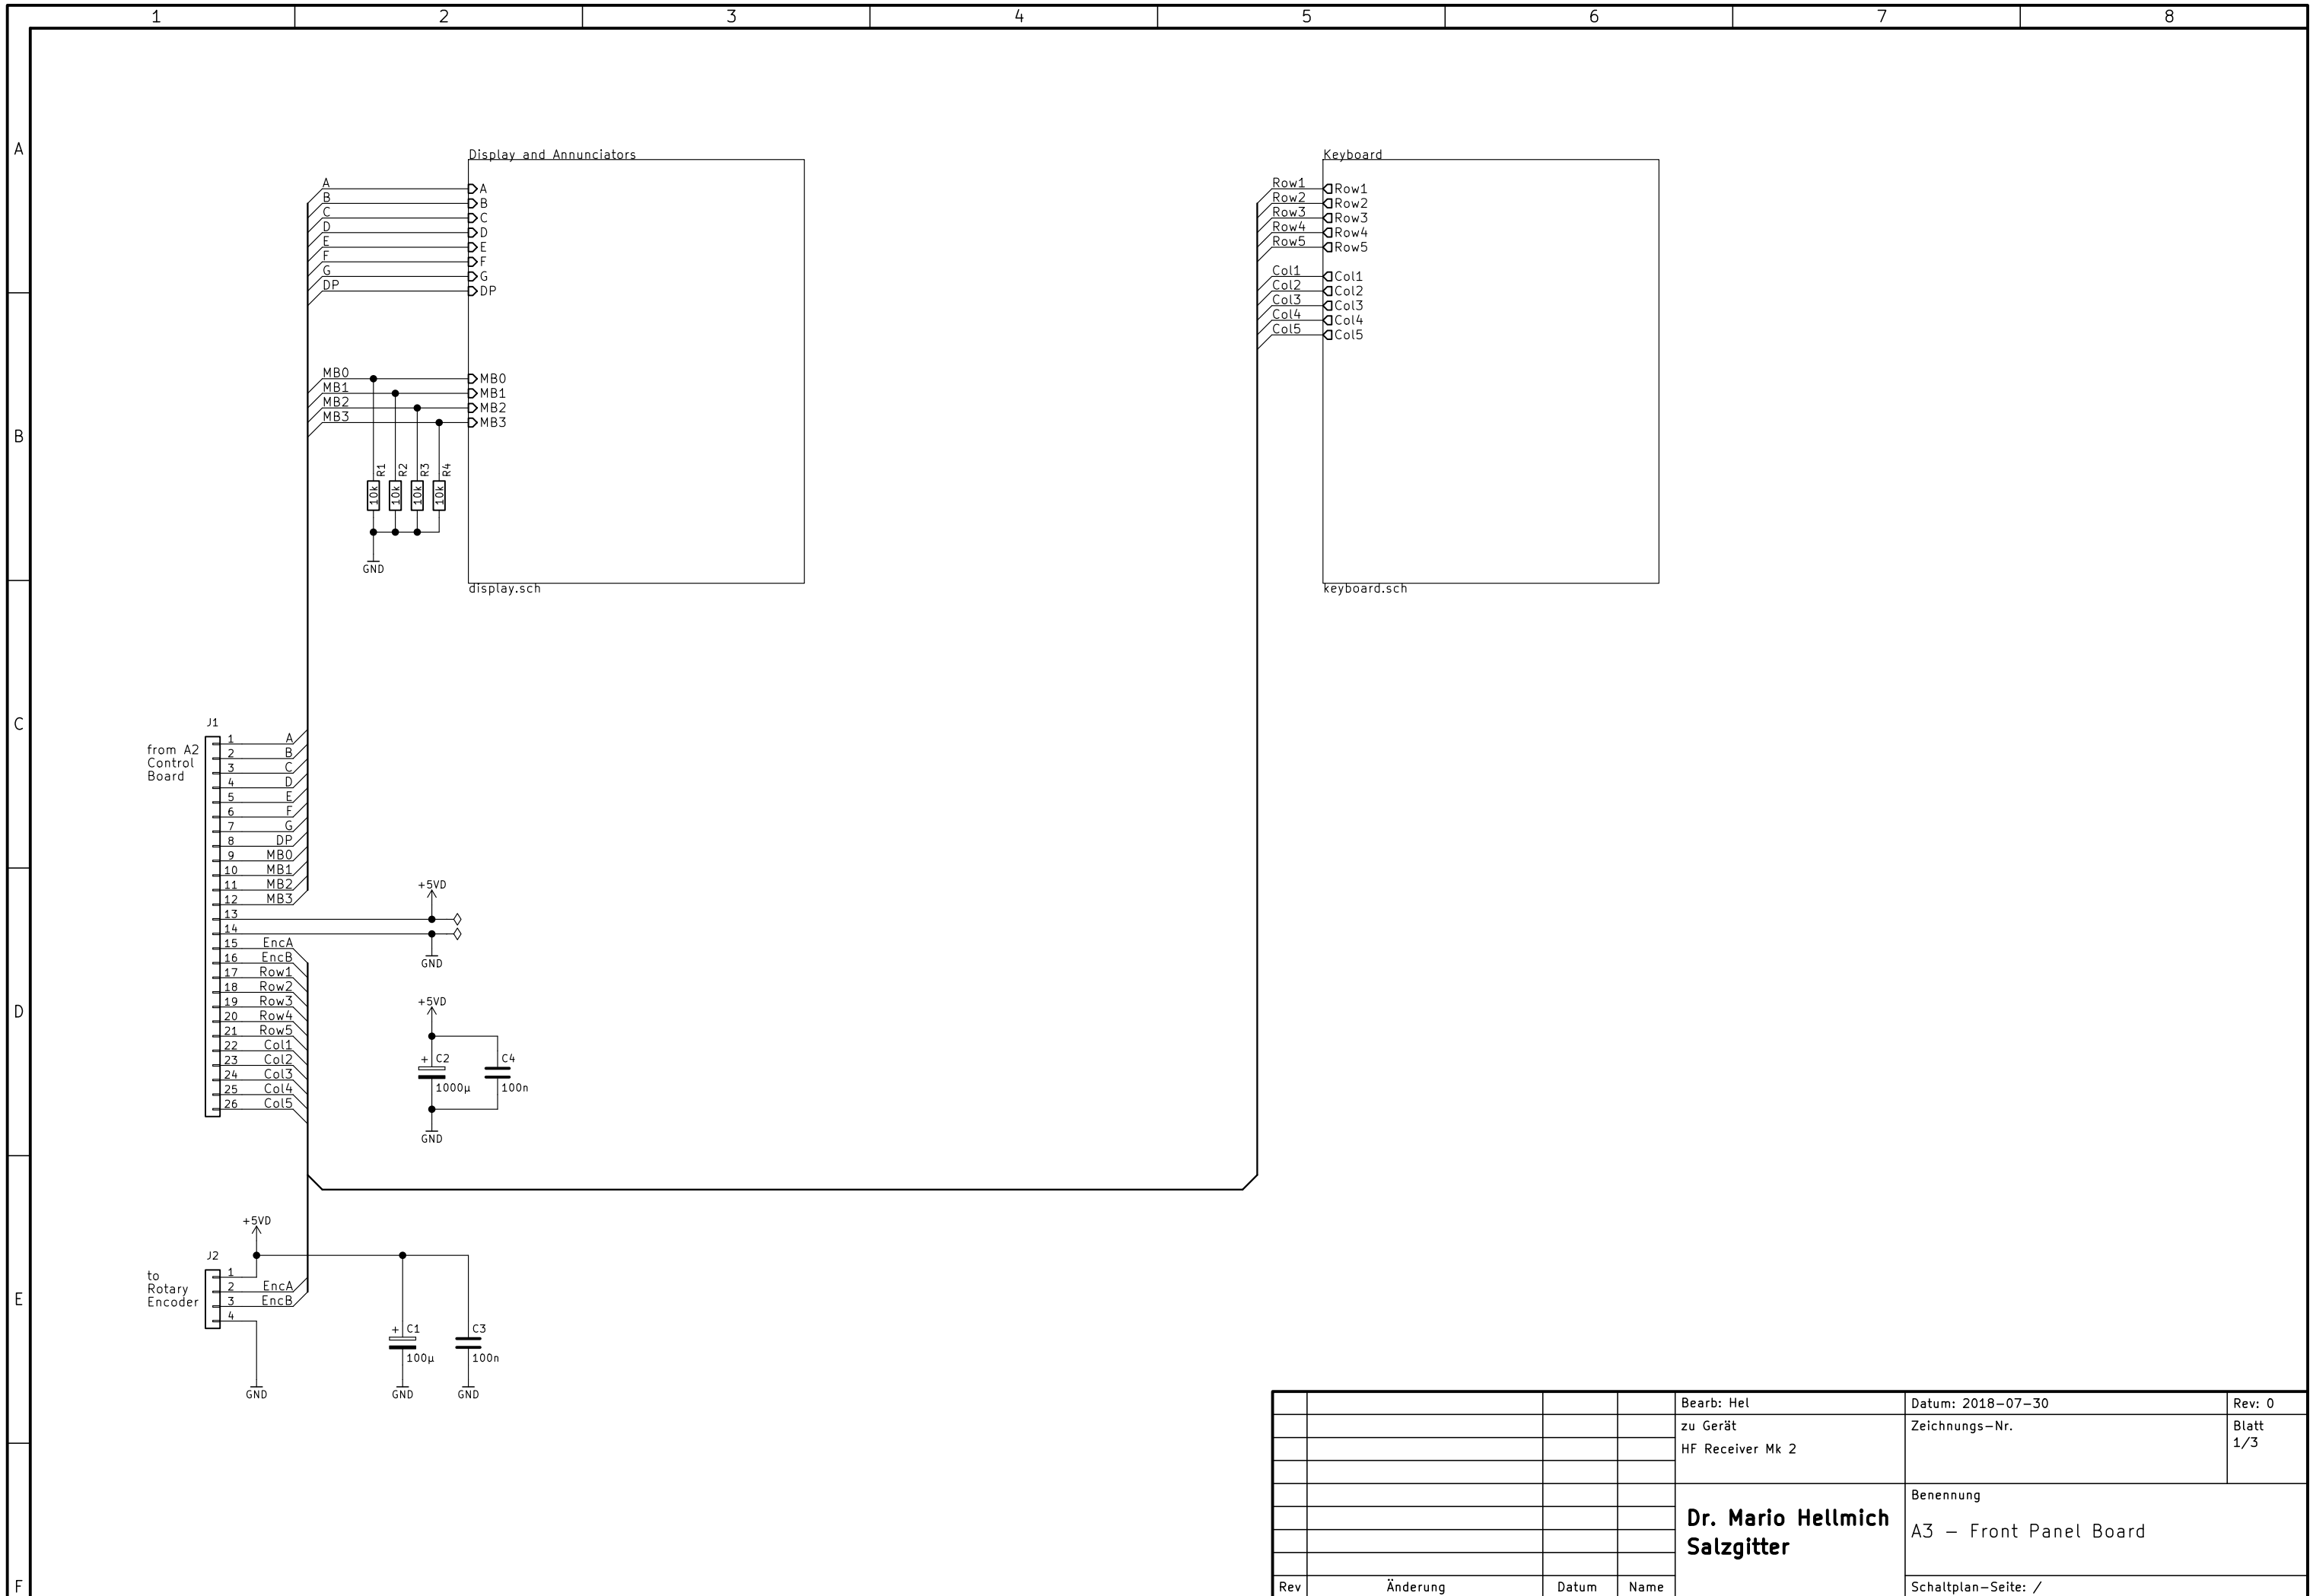 1 2 3 4 5 6 7 8
A
B
C
D
E
F
Display and Annunciators
A A
B B
C C
D D
E E
F F
G G
DP DP
MB0 MB0
MB1 MB1
MB2 MB2
MB3 MB3
R1 R2 R3 R4
10k 10k 10k 10k
GND
display.sch
Keyboard
Row1 Row1
Row2 Row2
Row3 Row3
Row4 Row4
Row5 Row5
Col1 Col1
Col2 Col2
Col3 Col3
Col4 Col4
Col5 Col5
keyboard.sch
J1
from A2
Control
Board
1 A
2 B
3 C
4 D
5 E
6 F
7 G
8 DP
9 MB0
10 MB1
11 MB2
12 MB3
13
14
15 EncA
16 EncB
17 Row1
18 Row2
19 Row3
20 Row4
21 Row5
22 Col1
23 Col2
24 Col3
25 Col4
26 Col5
+5VD
GND
+5VD
+ C2 C4
1000µ 100n
GND
+5VD
J2
to
Rotary
Encoder
1
2 EncA
3 EncB
4
+ C1 C3
100µ 100n
GND GND GND
Bearb: Hel Datum: 2018-07-30 Rev: 0
zu Gerät Zeichnungs-Nr. Blatt
HF Receiver Mk 2 1/3
Benennung
Dr. Mario Hellmich
Salzgitter
A3 – Front Panel Board
Rev Änderung Datum Name Schaltplan-Seite: /